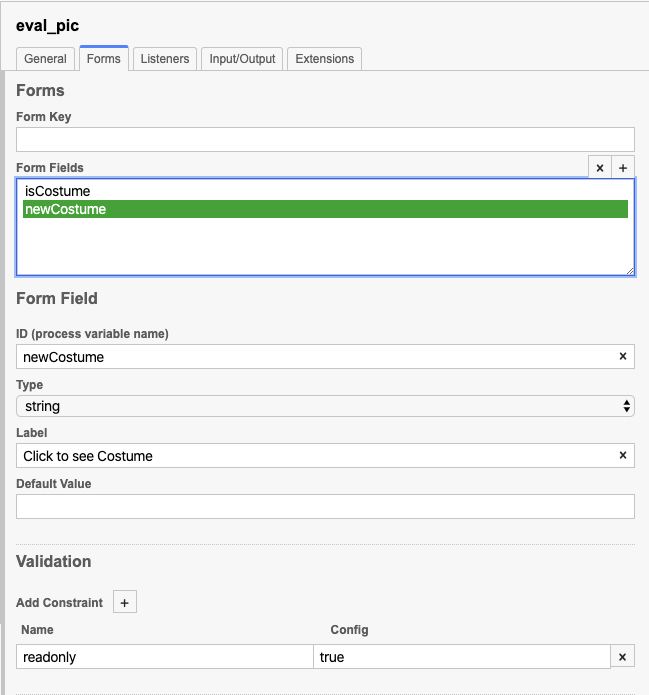 eval_pic
General Forms Listeners Input/Output Extensions
Forms
Form Key
Form Fields x +
isCostume
newCostume
Form Field
ID (process variable name)
newCostume x
Type
string
Label
Click to see Costume x
Default Value
Validation
Add Constraint +
Name Config
readonly true x